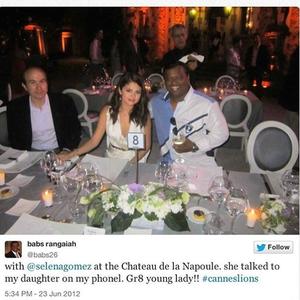 8
babs rangaiah
@babs26
Follow
with @selenagomez at the Chateau de la Napoule. she talked to
my daughter on my phonel. Gr8 young lady!! #canneslions
5:34 PM - 23 Jun 2012